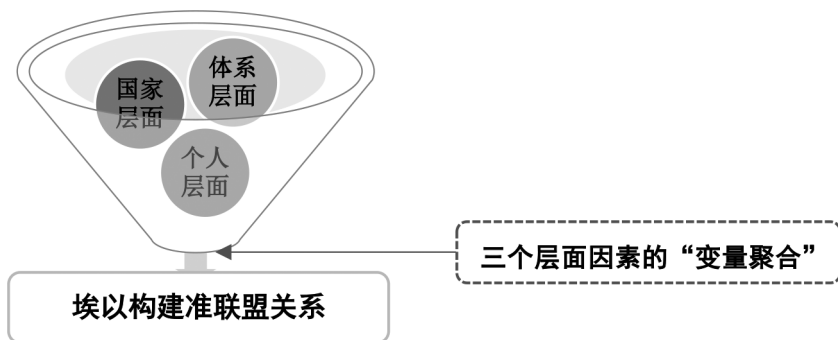 体系
层面
国家
层面
个人
层面
三个层面因素的“变量聚合”
埃以构建准联盟关系